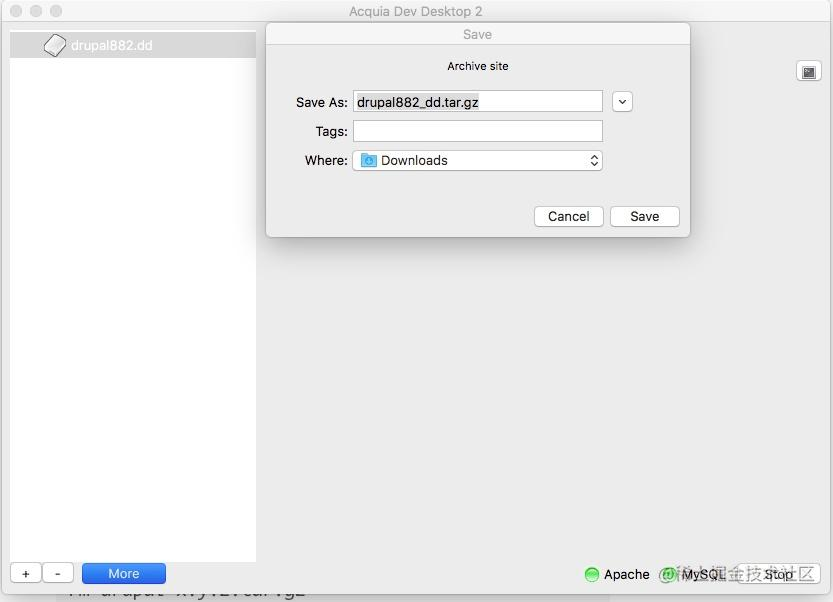 Acquia Dev Desktop 2
drupal882.dd
Save
Archive site
Save As: drupal882_dd.tar.gz
Tags:
Where: Downloads
Cancel Save
+ - More
Apache MySQL Stop
@稀土掘金技术社区